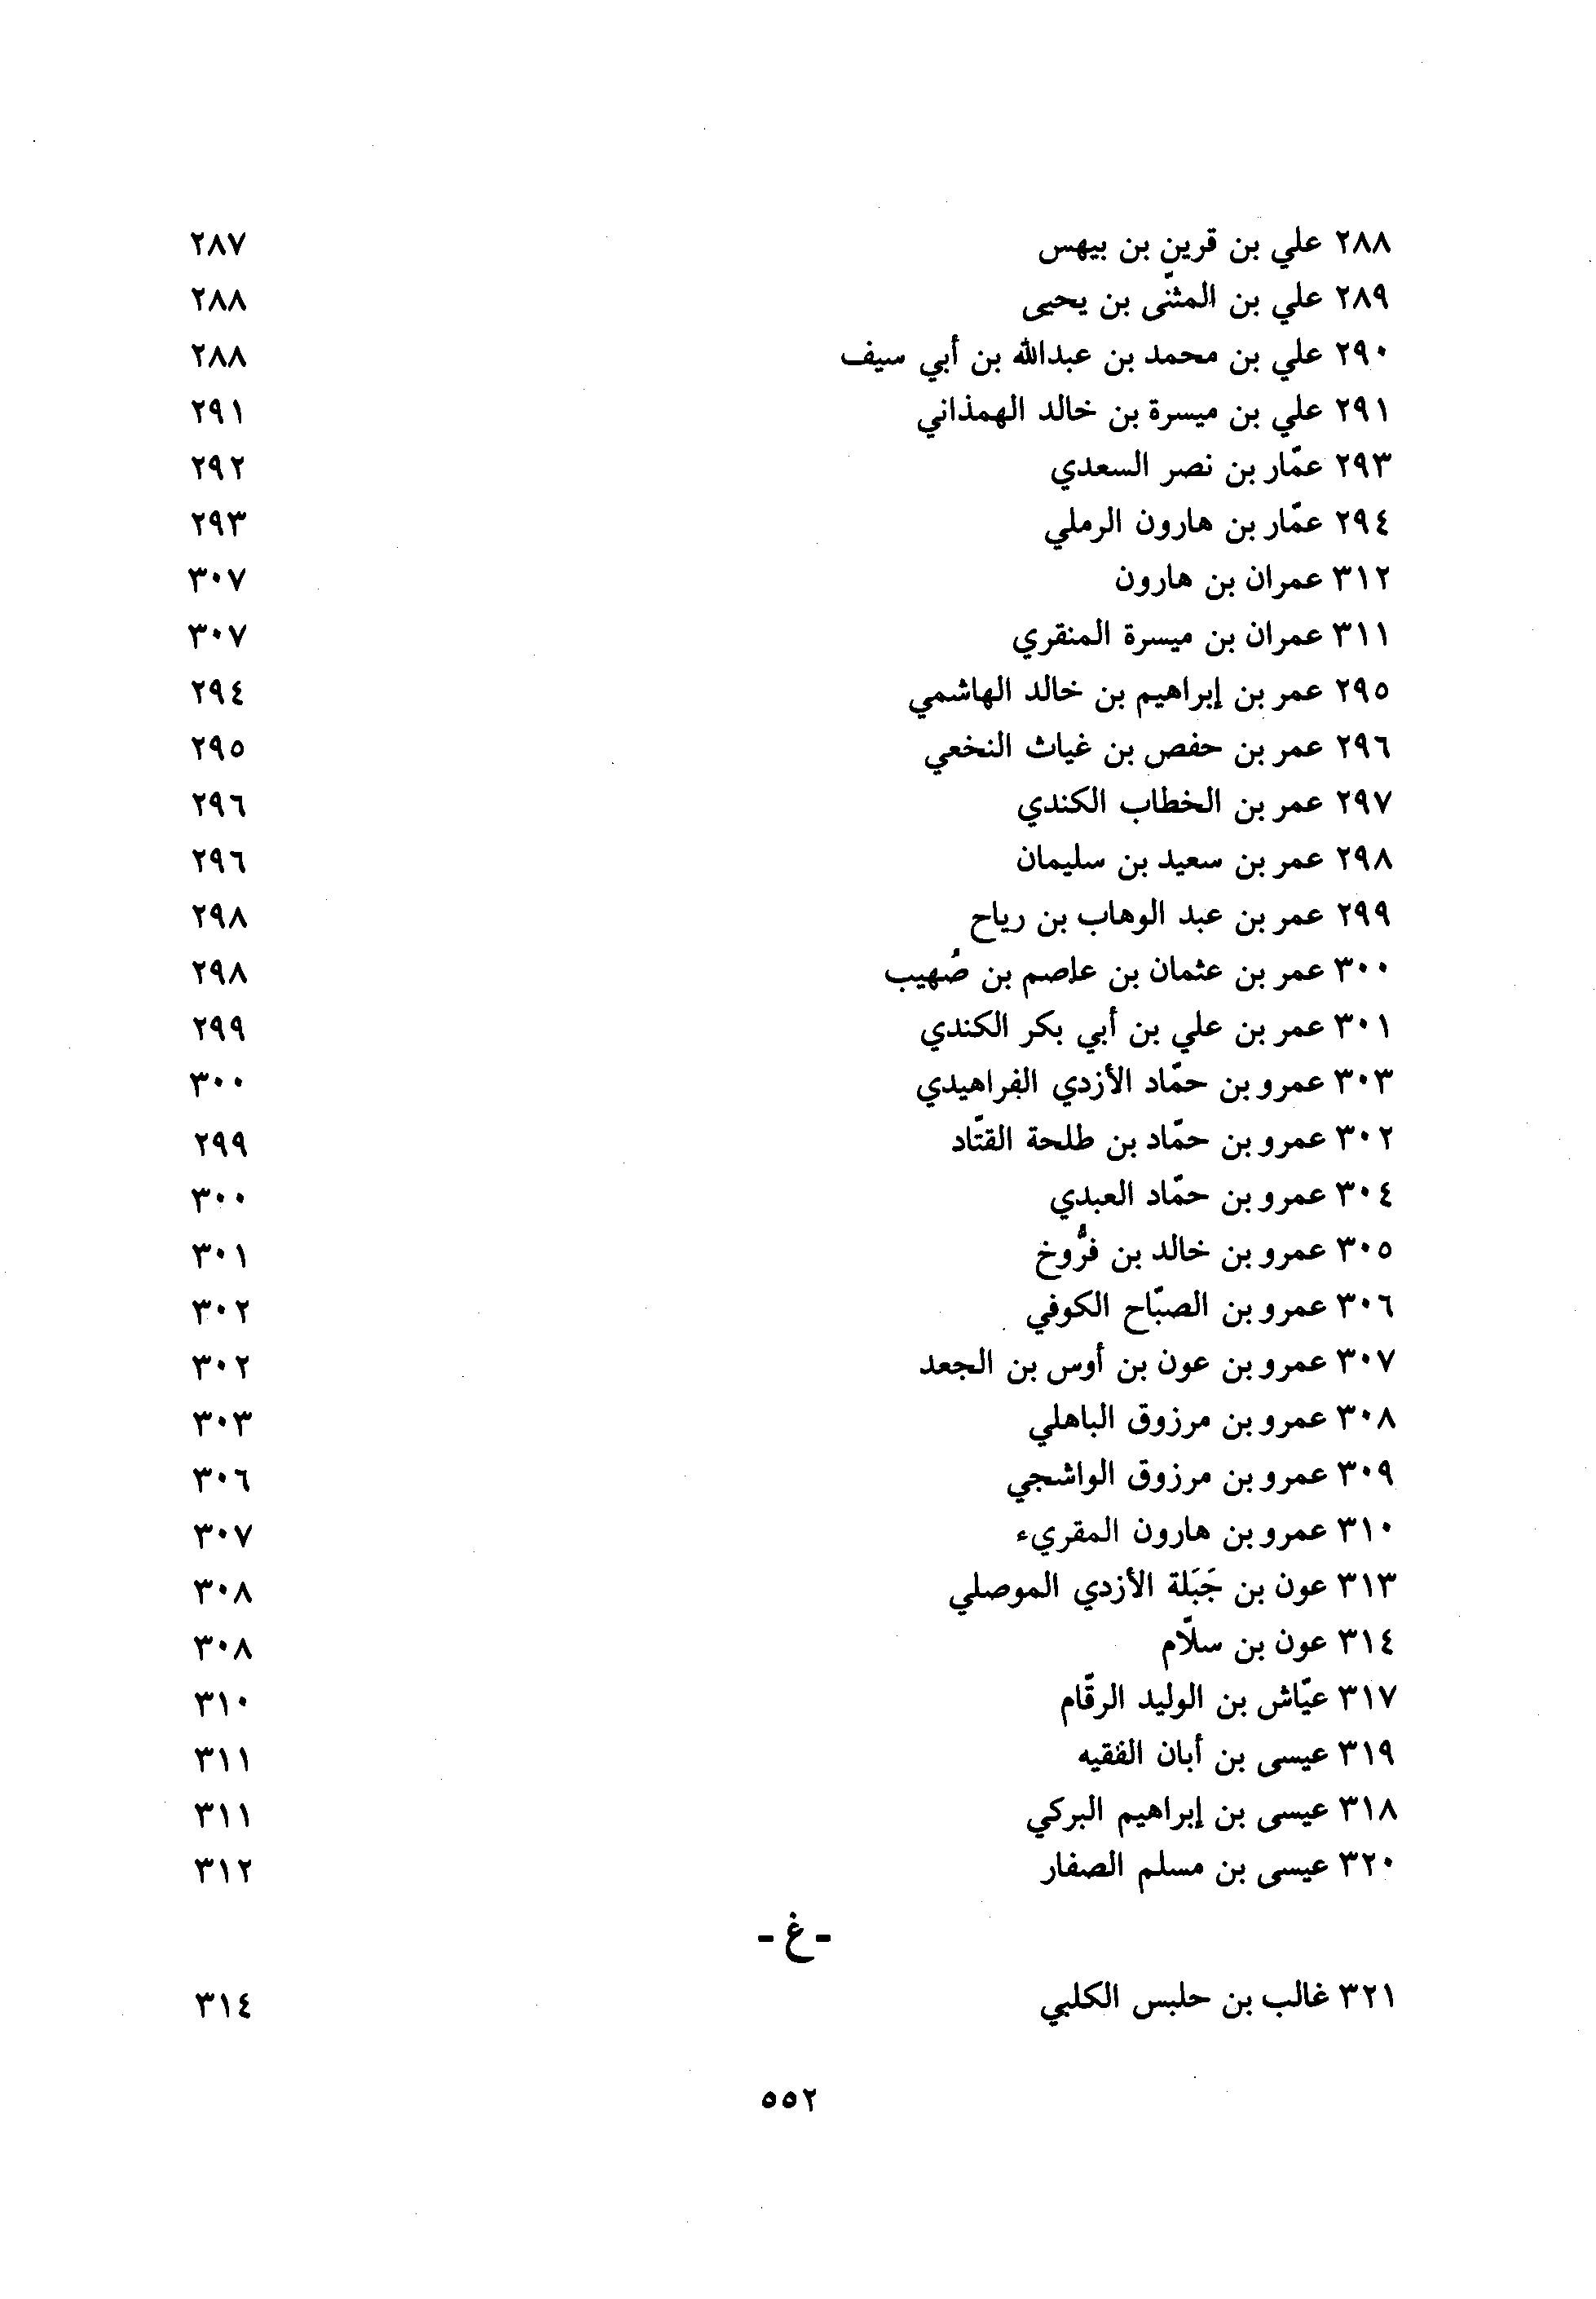 ٢٨٨ علي بن قرين بن بيهس ٢٨٧
٢٨٩ علي بن المثنّى بن يحيى ٢٨٨
٢٩٠ علي بن محمد بن عبدالله بن أبي سيف ٢٨٨
٢٩١ علي بن ميسرة بن خالد الهمذاني ٢٩١
٢٩٣ عمّار بن نصر السعدي ٢٩٢
٢٩٤ عمّار بن هارون الرملي ٢٩٣
٣١٢ عمران بن هارون ٣٠٧
٣١١ عمران بن ميسرة المنقري ٣٠٧
٢٩٥ عمر بن إبراهيم بن خالد الهاشمي ٢٩٤
٢٩٦ عمر بن حفص بن غياث النخعي ٢٩٥
٢٩٧ عمر بن الخطاب الكندي ٢٩٦
٢٩٨ عمر بن سعيد بن سليمان ٢٩٦
٢٩٩ عمر بن عبد الوهاب بن رياح ٢٩٨
٣٠٠ عمر بن عثمان بن عاصم بن صُهيب ٢٩٨
٣٠١ عمر بن علي بن أبي بكر الكندي ٢٩٩
٣٠٣ عمرو بن حمّاد الأزدي الفراهيدي ٣٠٠
٣٠٢ عمرو بن حمّاد بن طلحة القتّاد ٢٩٩
٣٠٤ عمرو بن حمّاد العبدي ٣٠٠
٣٠٥ عمرو بن خالد بن فرُّوخ ٣٠١
٣٠٦ عمرو بن الصبّاح الكوفي ٣٠٢
٣٠٧ عمرو بن عون بن أوس بن الجعد ٣٠٢
٣٠٨ عمرو بن مرزوق الباهلي ٣٠٣
٣٠٩ عمرو بن مرزوق الواشجي ٣٠٦
٣١٠ عمرو بن هارون المقريء ٣٠٧
٣١٣ عون بن جَبَلة الأزدي الموصلي ٣٠٨
٣١٤ عون بن سلّام ٣٠٨
٣١٧ عيّاش بن الوليد الرقّام ٣١٠
٣١٩ عيسى بن أبان الفقيه ٣١١
٣١٨ عيسى بن إبراهيم البركي ٣١١
٣٢٠ عيسى بن مسلم الصفار ٣١٢
- غ -
٣٢١ غالب بن حلبس الكلبي ٣١٤
٥٥٢